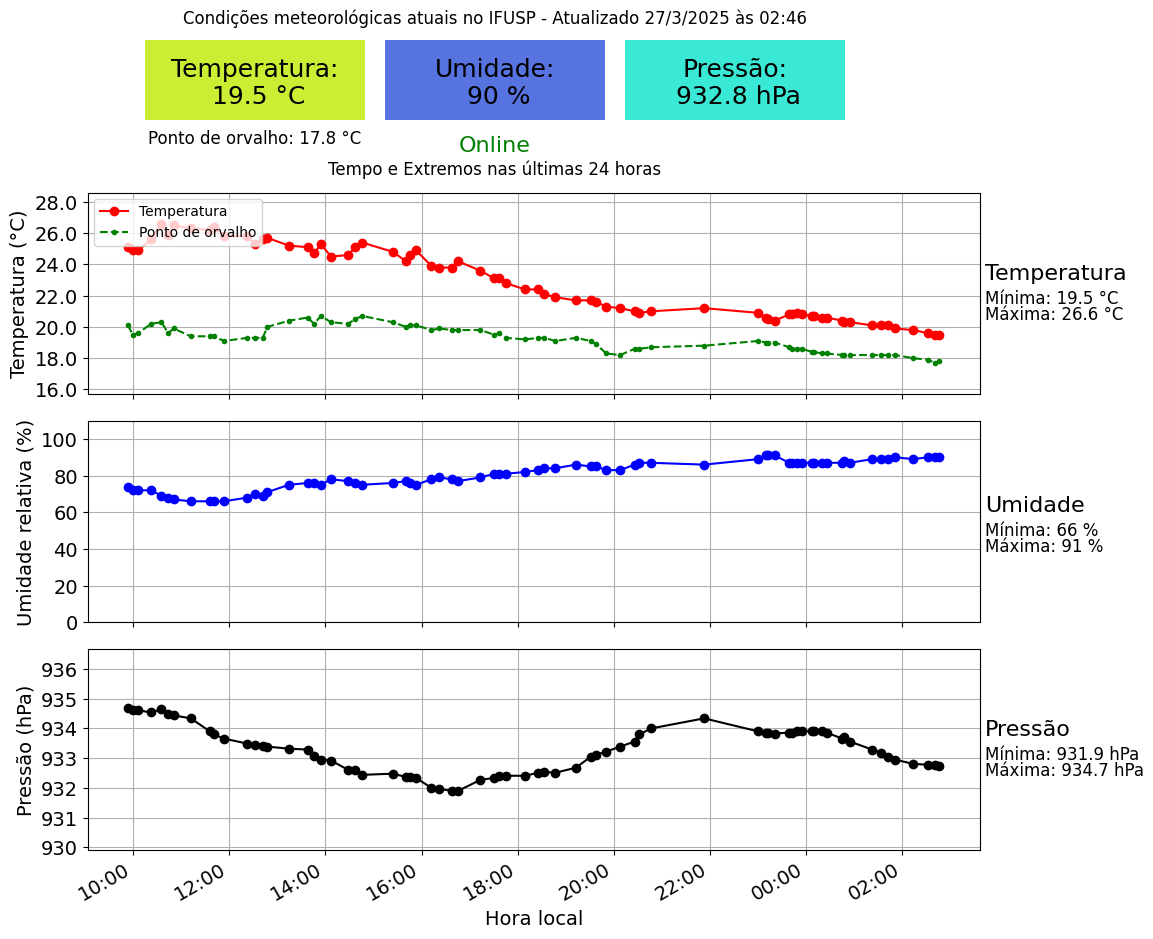 Condições meteorológicas atuais no IFUSP - Atualizado 27/3/2025 às 02:46
Temperatura:
19.5 °C
Umidade:
90 %
Pressão:
932.8 hPa
Ponto de orvalho: 17.8 °C
Online
Tempo e Extremos nas últimas 24 horas
Temperatura (°C)
28.0
26.0
24.0
22.0
20.0
18.0
16.0
Temperatura
Ponto de orvalho
Temperatura
Mínima: 19.5 °C
Máxima: 26.6 °C
Umidade relativa (%)
100
80
60
40
20
0
Umidade
Mínima: 66 %
Máxima: 91 %
Pressão (hPa)
936
935
934
933
932
931
930
Pressão
Mínima: 931.9 hPa
Máxima: 934.7 hPa
10:00 12:00 14:00 16:00 18:00 20:00 22:00 00:00 02:00
Hora local